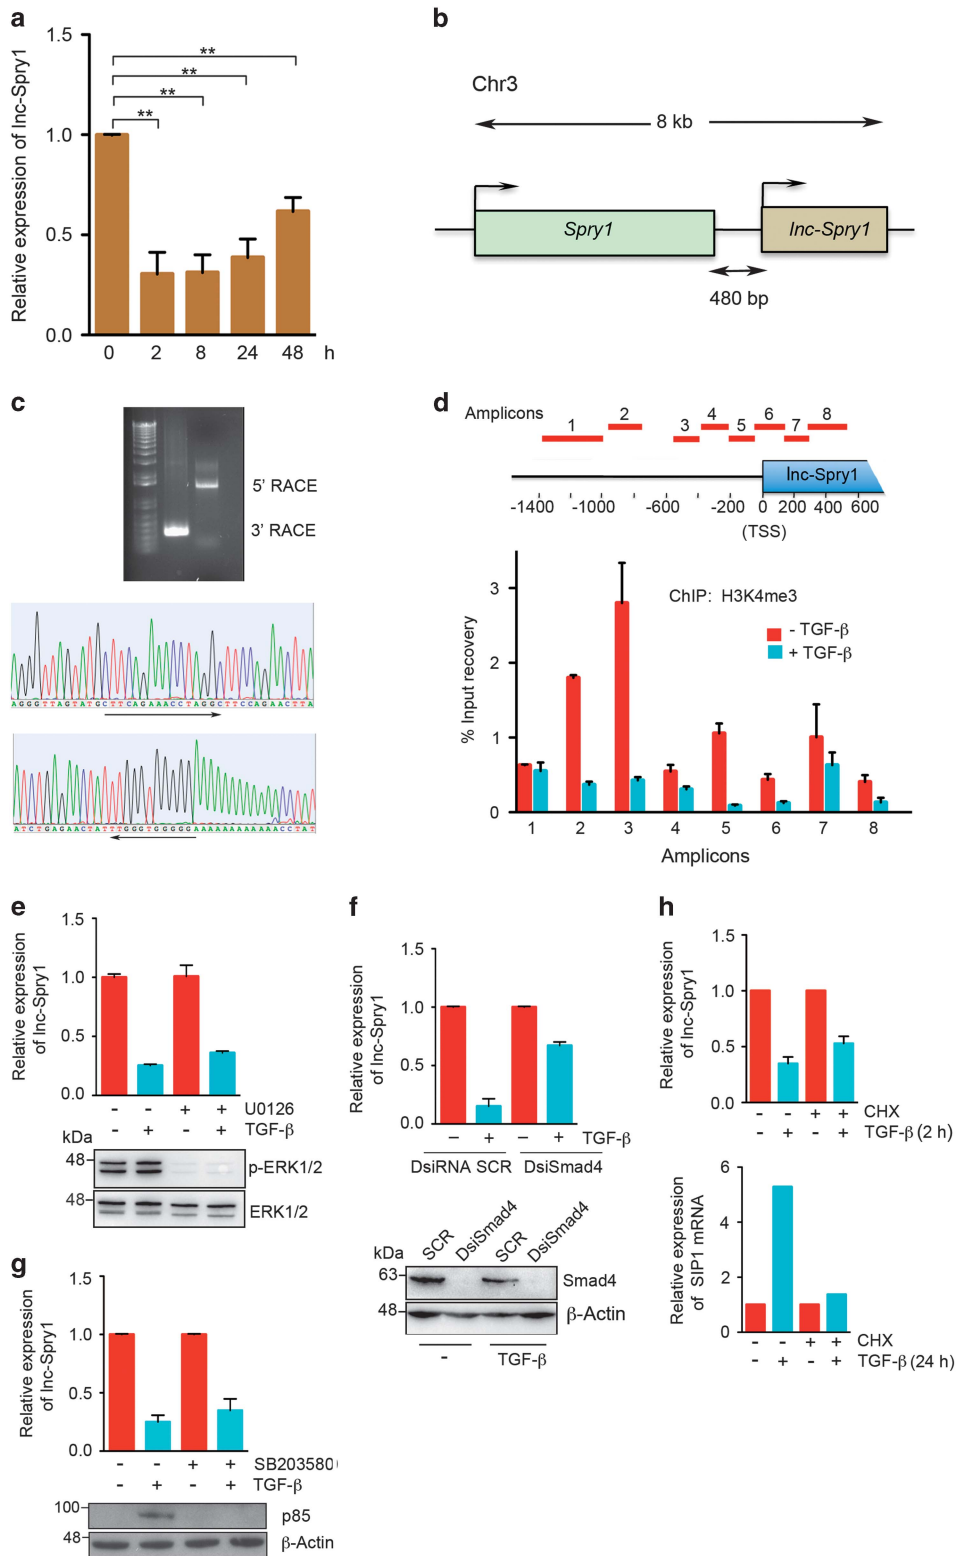 a
1.5
1.0
0.5
0.0
Relative expression of lnc-Spry1
**
**
**
**
0 2 8 24 48 h
b
Chr3
8 kb
Spry1
lnc-Spry1
480 bp
c
5' RACE
3' RACE
AGGGTTAGTATGCTTCAGAAACCTAGGCTTCCAGAACTTA
ATCTGAGAACTATTTGGGTGGGGGAAAAAAAAAAAAACCTAT
d
Amplicons
1 2 3 4 5 6 7 8
lnc-Spry1
-1400 -1000 -600 -200 0 200 400 600
(TSS)
ChIP: H3K4me3
- TGF-β
+ TGF-β
% Input recovery
3
2
1
0
1 2 3 4 5 6 7 8
Amplicons
e
Relative expression
of lnc-Spry1
1.5
1.0
0.5
0.0
- - + + U0126
- + - + TGF-β
kDa
48
p-ERK1/2
48
ERK1/2
f
Relative expression
of lnc-Spry1
1.5
1.0
0.5
0.0
− + − + TGF-β
DsiRNA SCR DsiSmad4
SCR DsiSmad4 SCR DsiSmad4
kDa
63
Smad4
48
β-Actin
- TGF-β
g
Relative expression
of lnc-Spry1
1.5
1.0
0.5
0.0
- - + + SB203580
- + - + TGF-β
100
p85
48
β-Actin
h
Relative expression
of lnc-Spry1
1.5
1.0
0.5
0.0
- - + + CHX
- + - + TGF-β (2 h)
Relative expression
of SIP1 mRNA
6
4
2
0
- - + + CHX
- + - + TGF-β (24 h)